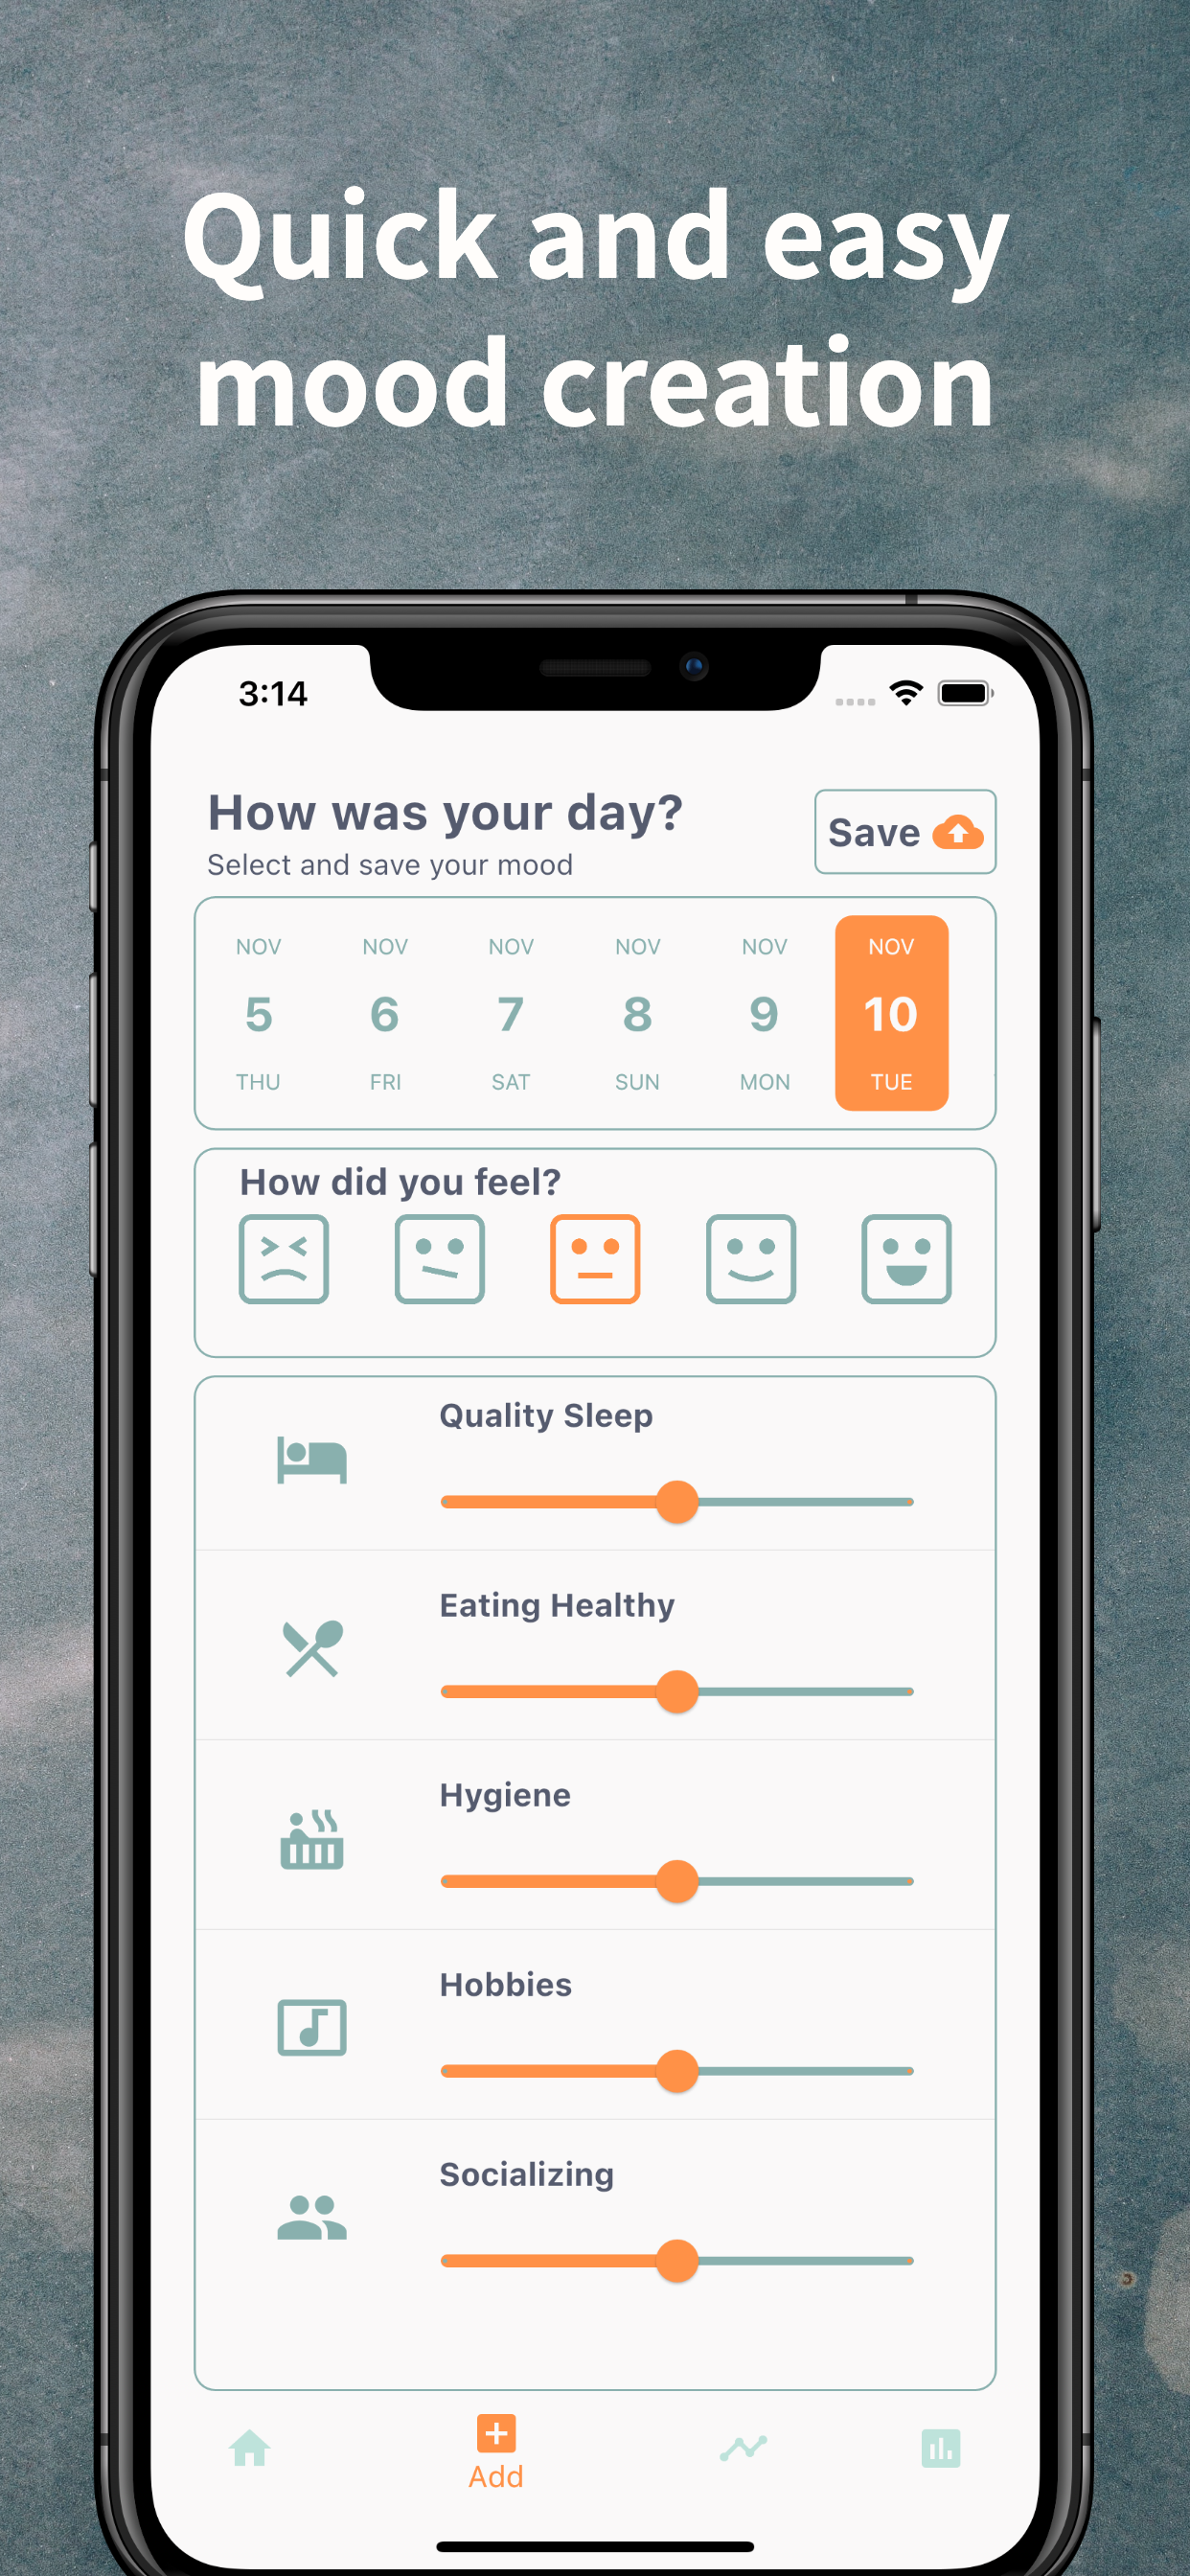 Quick and easy
mood creation
3:14
How was your day?
Select and save your mood
Save
NOV NOV NOV NOV NOV NOV
5 6 7 8 9 10
THU FRI SAT SUN MON TUE
How did you feel?
Quality Sleep
Eating Healthy
Hygiene
Hobbies
Socializing
Add